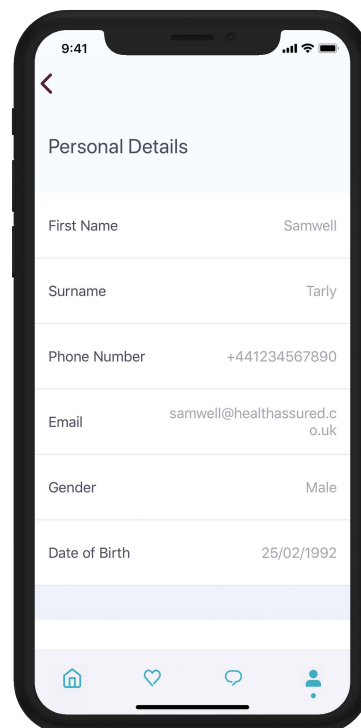 9:41
Personal Details
First Name Samwell
Surname Tarly
Phone Number +441234567890
Email samwell@healthassured.c
o.uk
Gender Male
Date of Birth 25/02/1992